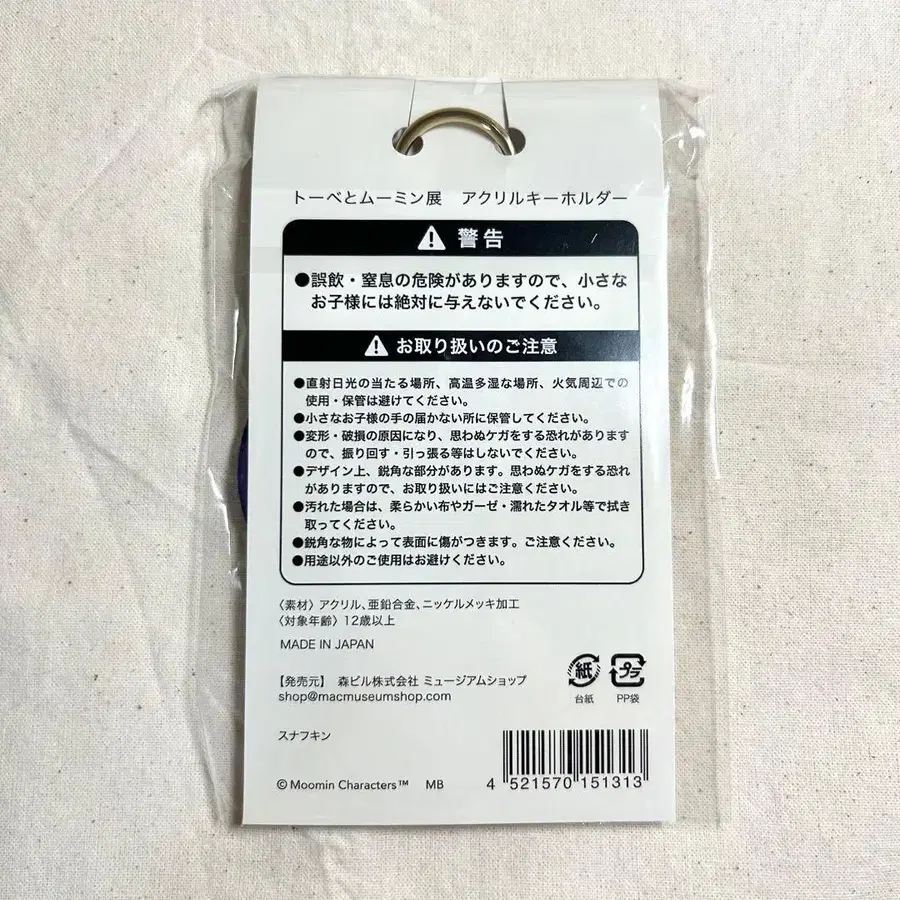 トーベとムーミン展　アクリルキーホルダー
警告
●誤飲・窒息の危険がありますので、小さな
お子様には絶対に与えないでください。
お取り扱いのご注意
●直射日光の当たる場所、高温多湿な場所、火気周辺での
使用・保管は避けてください。
●小さなお子様の手の届かない所に保管してください。
●変形・破損の原因になり、思わぬケガをする恐れがあります
ので、振り回す・引っ張る等はしないでください。
●デザイン上、鋭角な部分があります。思わぬケガをする恐れ
がありますので、お取り扱いにはご注意ください。
●汚れた場合は、柔らかい布やガーゼ・濡れたタオル等で拭き
取ってください。
●鋭角な物によって表面に傷がつきます。ご注意ください。
●用途以外のご使用はお避けください。
〈素材〉アクリル、亜鉛合金、ニッケルメッキ加工
〈対象年齢〉12歳以上
MADE IN JAPAN
【発売元】 森ビル株式会社 ミュージアムショップ
shop@macmuseumshop.com
紙 プラ
台紙 PP袋
スナフキン
© Moomin Characters™ MB
4 521570 151313